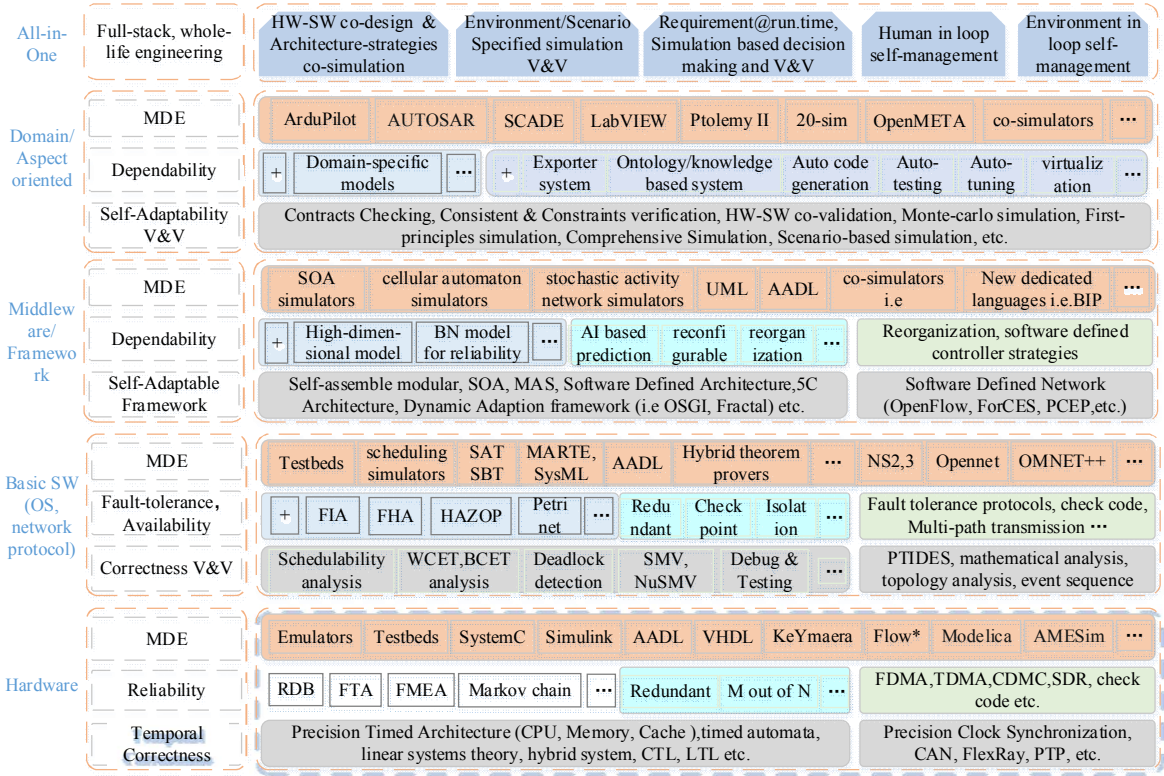 All-in-
One
Full-stack, whole-
life engineering
HW-SW co-design &
Architecture-strategies
co-simulation
Environment/Scenario
Specified simulation
V&V
Requirement@run.time,
Simulation based decision
making and V&V
Human in loop
self-management
Environment in
loop self-
management
Domain/
Aspect
oriented
MDE
ArduPilot
AUTOSAR
SCADE
LabVIEW
Ptolemy II
20-sim
OpenMETA
co-simulators
...
Dependability
+
Domain-specific
models
...
+
Exporter
system
Ontology/knowledge
based system
Auto code
generation
Auto-
testing
Auto-
tuning
virtualiz
ation
...
Self-Adaptability
V&V
Contracts Checking, Consistent & Constraints verification, HW-SW co-validation, Monte-carlo simulation, First-
principles simulation, Comprehensive Simulation, Scenario-based simulation, etc.
Middlew
are/
Framewo
rk
MDE
SOA
simulators
cellular automaton
simulators
stochastic activity
network simulators
UML
AADL
co-simulators
i.e
New dedicated
languages i.e.BIP
...
Dependability
+
High-dimen-
sional model
BN model
for reliability
...
AI based
prediction
reconfi
gurable
reorgan
ization
...
Reorganization, software defined
controller strategies
Self-Adaptable
Framework
Self-assemble modular, SOA, MAS, Software Defined Architecture,5C
Architecture, Dynamic Adaption framework (i.e OSGI, Fractal) etc.
Software Defined Network
(OpenFlow, ForCES, PCEP,etc.)
Basic SW
(OS,
network
protocol)
MDE
Testbeds
scheduling
simulators
SAT
SBT
MARTE,
SysML
AADL
Hybrid theorem
provers
...
NS2,3
Opennet
OMNET++
...
Fault-tolerance,
Availability
+
FIA
FHA
HAZOP
Petri
net
...
Redu
ndant
Check
point
Isolat
ion
...
Fault tolerance protocols, check code,
Multi-path transmission ...
Correctness V&V
Schedulability
analysis
WCET,BCET
analysis
Deadlock
detection
SMV,
NuSMV
Debug &
Testing
...
PTIDES, mathematical analysis,
topology analysis, event sequence
Hardware
MDE
Emulators
Testbeds
SystemC
Simulink
AADL
VHDL
KeYmaera
Flow*
Modelica
AMESim
...
Reliability
RDB
FTA
FMEA
Markov chain
...
Redundant
M out of N
...
FDMA,TDMA,CDMC,SDR, check
code etc.
Temporal
Correctness
Precision Timed Architecture (CPU, Memory, Cache ),timed automata,
linear systems theory, hybrid system, CTL, LTL etc.
Precision Clock Synchronization,
CAN, FlexRay, PTP, etc.